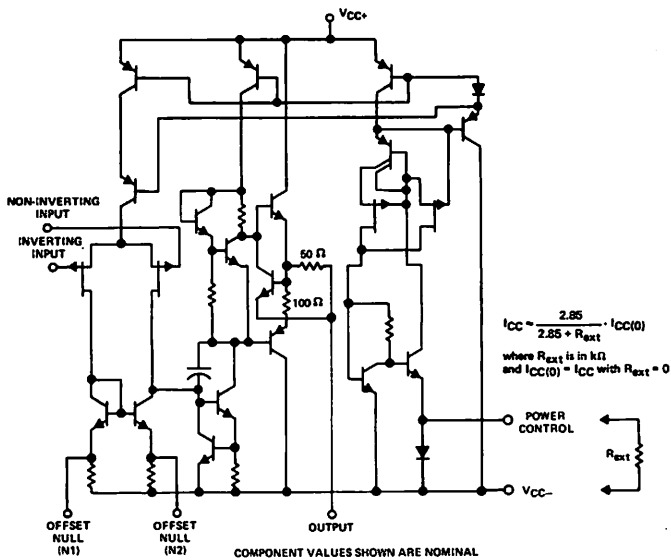 VCC+
NON-INVERTING
INPUT
INVERTING
INPUT
50 Ω
100 Ω
ICC ≈ 2.85 / 2.85 + Rext · ICC(0)
where Rext is in kΩ
and ICC(0) = ICC with Rext = 0
POWER
CONTROL
Rext
VCC−
OFFSET
NULL
(N1)
OFFSET
NULL
(N2)
OUTPUT
COMPONENT VALUES SHOWN ARE NOMINAL